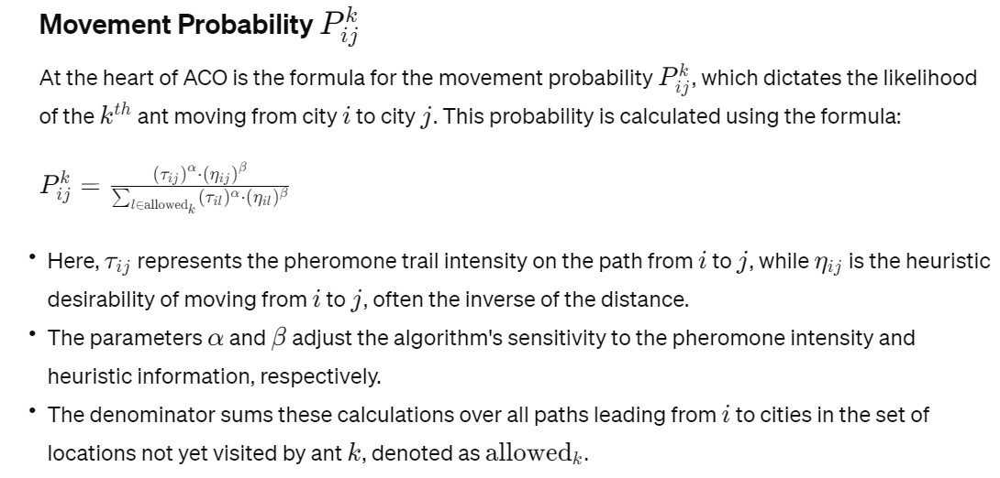 Movement Probability $P_{ij}^k$
At the heart of ACO is the formula for the movement probability $P_{ij}^k$, which dictates the likelihood
of the $k^{th}$ ant moving from city $i$ to city $j$. This probability is calculated using the formula:
$P_{ij}^k = \frac{(\tau_{ij})^\alpha \cdot (\eta_{ij})^\beta}{\sum_{l \in \text{allowed}_k} (\tau_{il})^\alpha \cdot (\eta_{il})^\beta}$
• Here, $\tau_{ij}$ represents the pheromone trail intensity on the path from $i$ to $j$, while $\eta_{ij}$ is the heuristic
desirability of moving from $i$ to $j$, often the inverse of the distance.
• The parameters $\alpha$ and $\beta$ adjust the algorithm's sensitivity to the pheromone intensity and
heuristic information, respectively.
• The denominator sums these calculations over all paths leading from $i$ to cities in the set of
locations not yet visited by ant $k$, denoted as $\text{allowed}_k$.